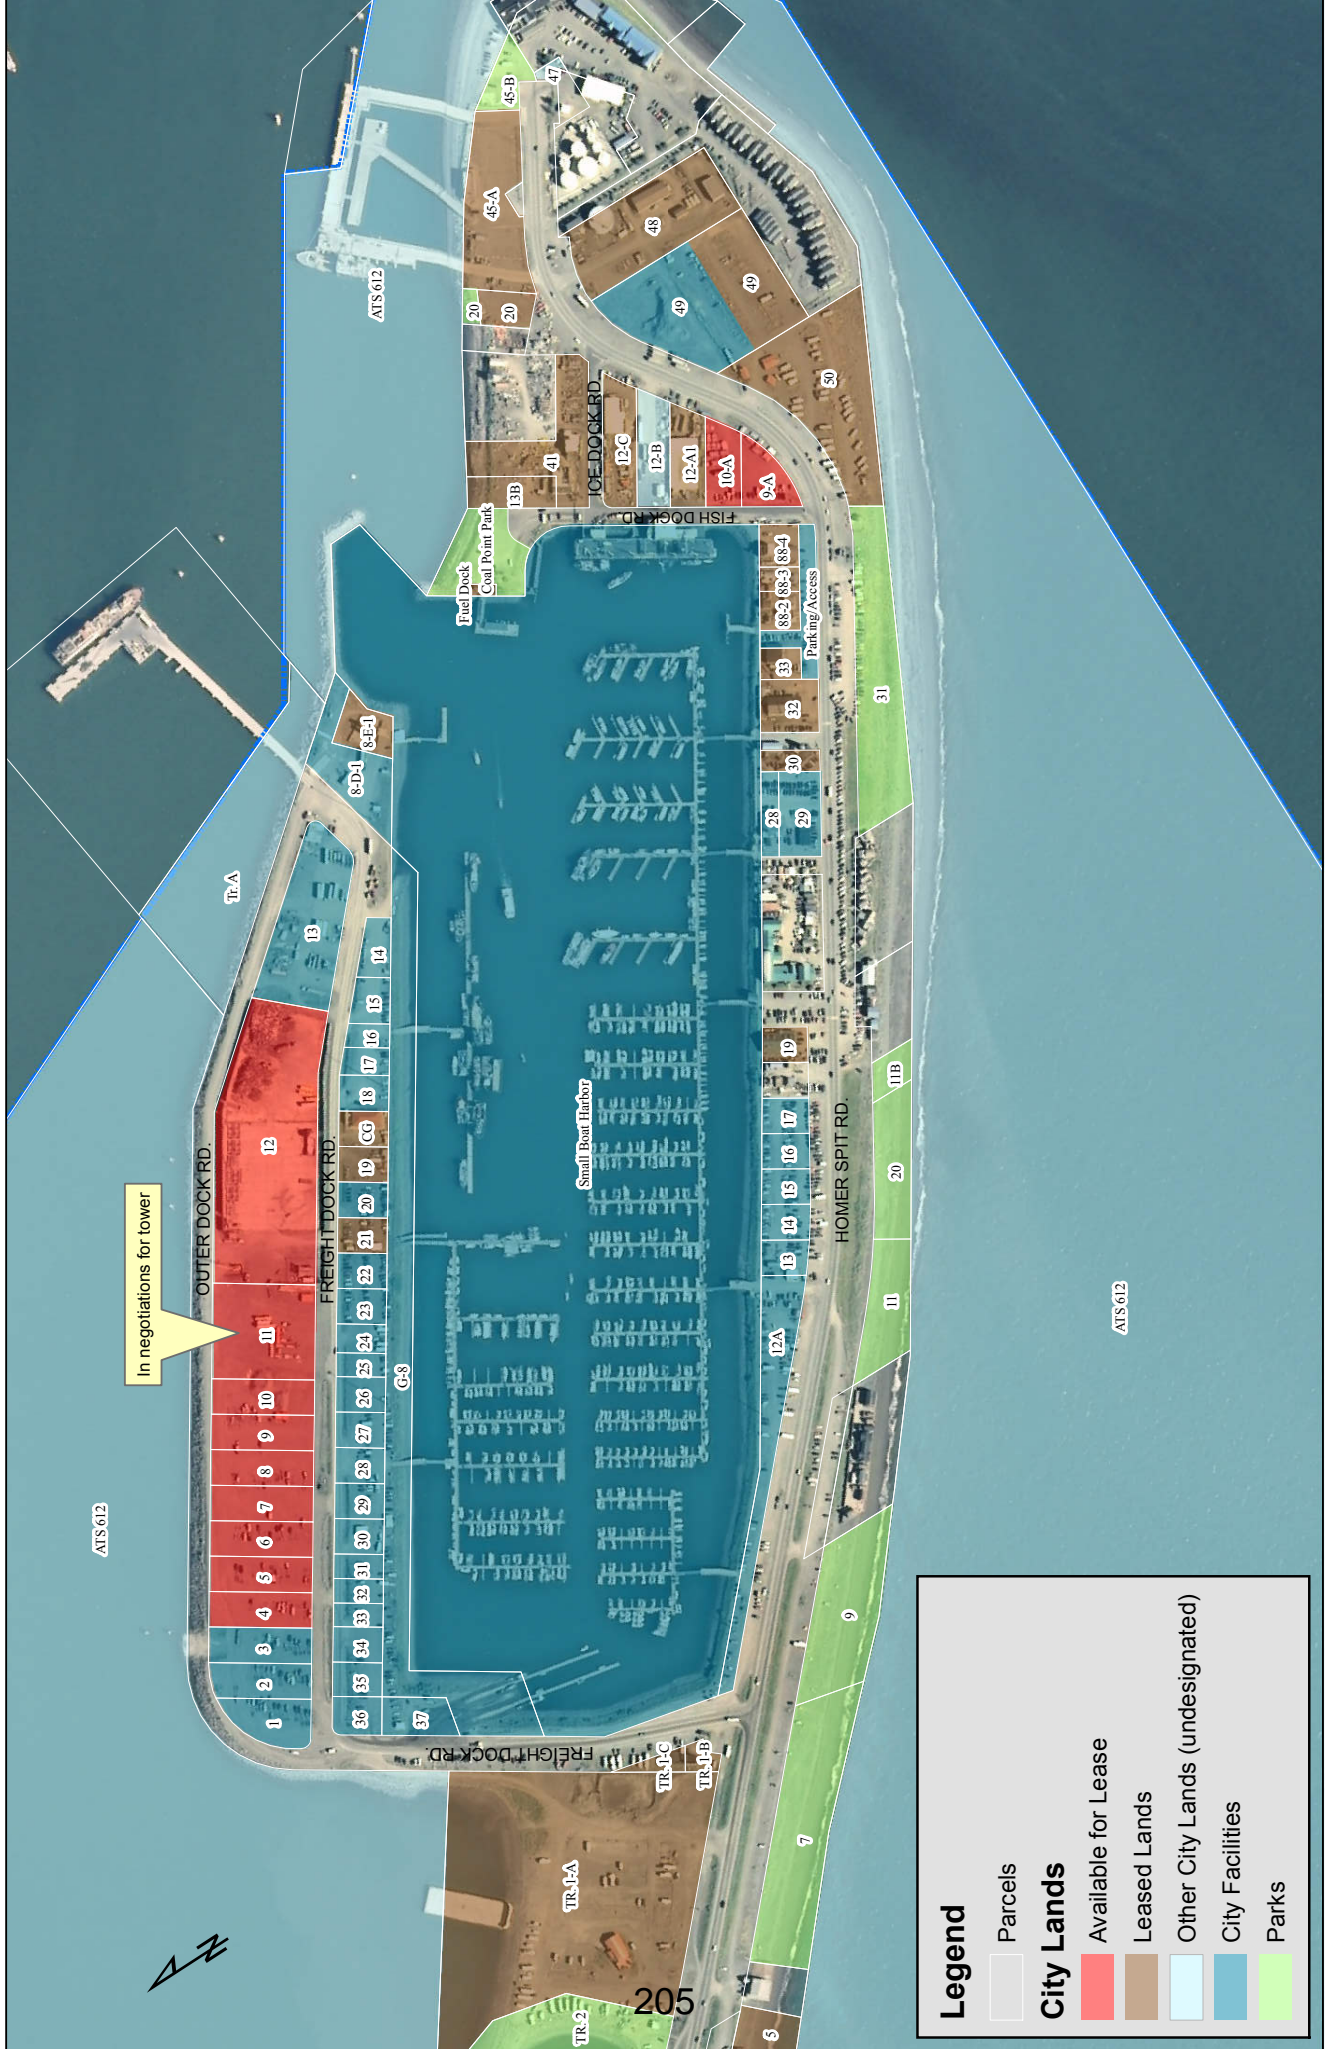 45-B
47
45-A
48
ATS 612
20
20
49
49
50
41
ICE DOCK RD.
12-C
12-B
12-A1
10-A
9-A
13B
FISH DOCK RD.
Coal Point Park
Fuel Dock
88-4
88-3
88-2
Parking/Access
33
32
31
30
28
29
8-E-1
8-D-1
Tr. A
13
14
15
16
17
18
CG
19
20
21
22
23
24
25
26
27
28
29
30
31
32
33
34
35
36
37
G-8
12
11
10
9
8
7
6
5
4
3
2
1
OUTER DOCK RD.
FREIGHT DOCK RD.
In negotiations for tower
ATS 612
Small Boat Harbor
19
17
16
15
14
13
12A
HOMER SPIT RD.
11B
20
11
ATS 612
9
7
5
FREIGHT DOCK RD.
TR. 1-C
TR. 1-B
TR. 1-A
TR. 2
N
205
Legend
Parcels
City Lands
Available for Lease
Leased Lands
Other City Lands (undesignated)
City Facilities
Parks